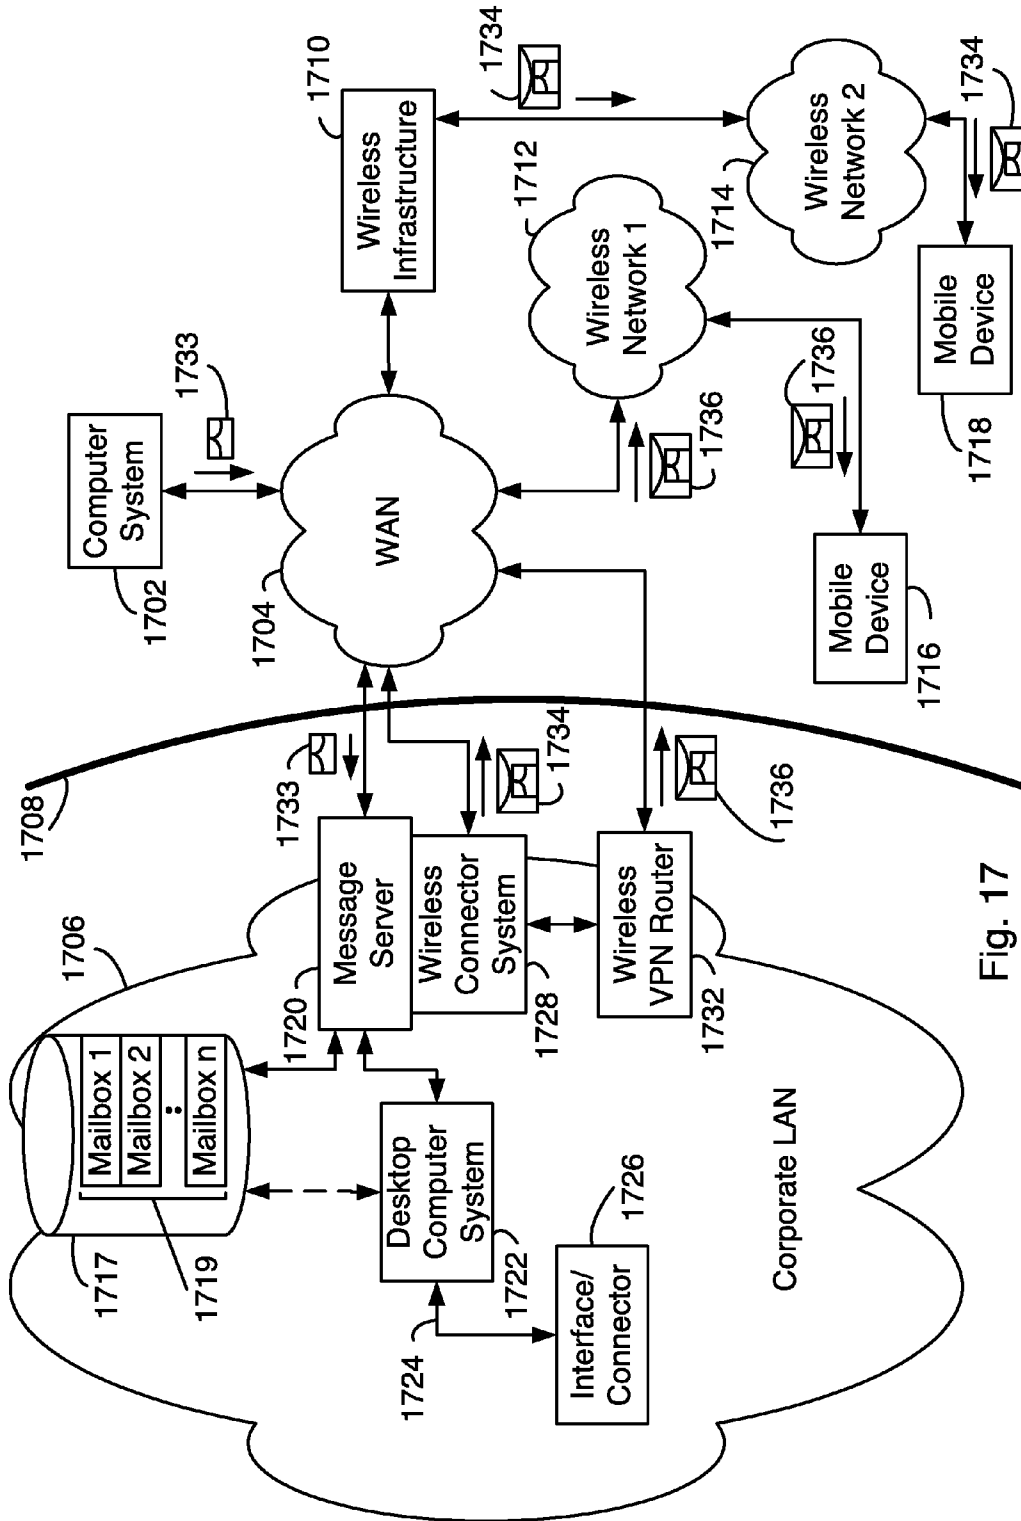 1706
1708
1717
Mailbox 1
Mailbox 2
Mailbox n
1719
1720
Message
Server
1733
1704
WAN
1702
Computer
System
1733
1710
Wireless
Infrastructure
1734
1724
Desktop
Computer
System
1722
Wireless
Connector
System
1728
1734
1712
Wireless
Network 1
1736
1714
Wireless
Network 2
1734
Interface/
Connector
1726
Wireless
VPN Router
1732
1736
Mobile
Device
1716
1736
Mobile
Device
1718
Corporate LAN
Fig. 17